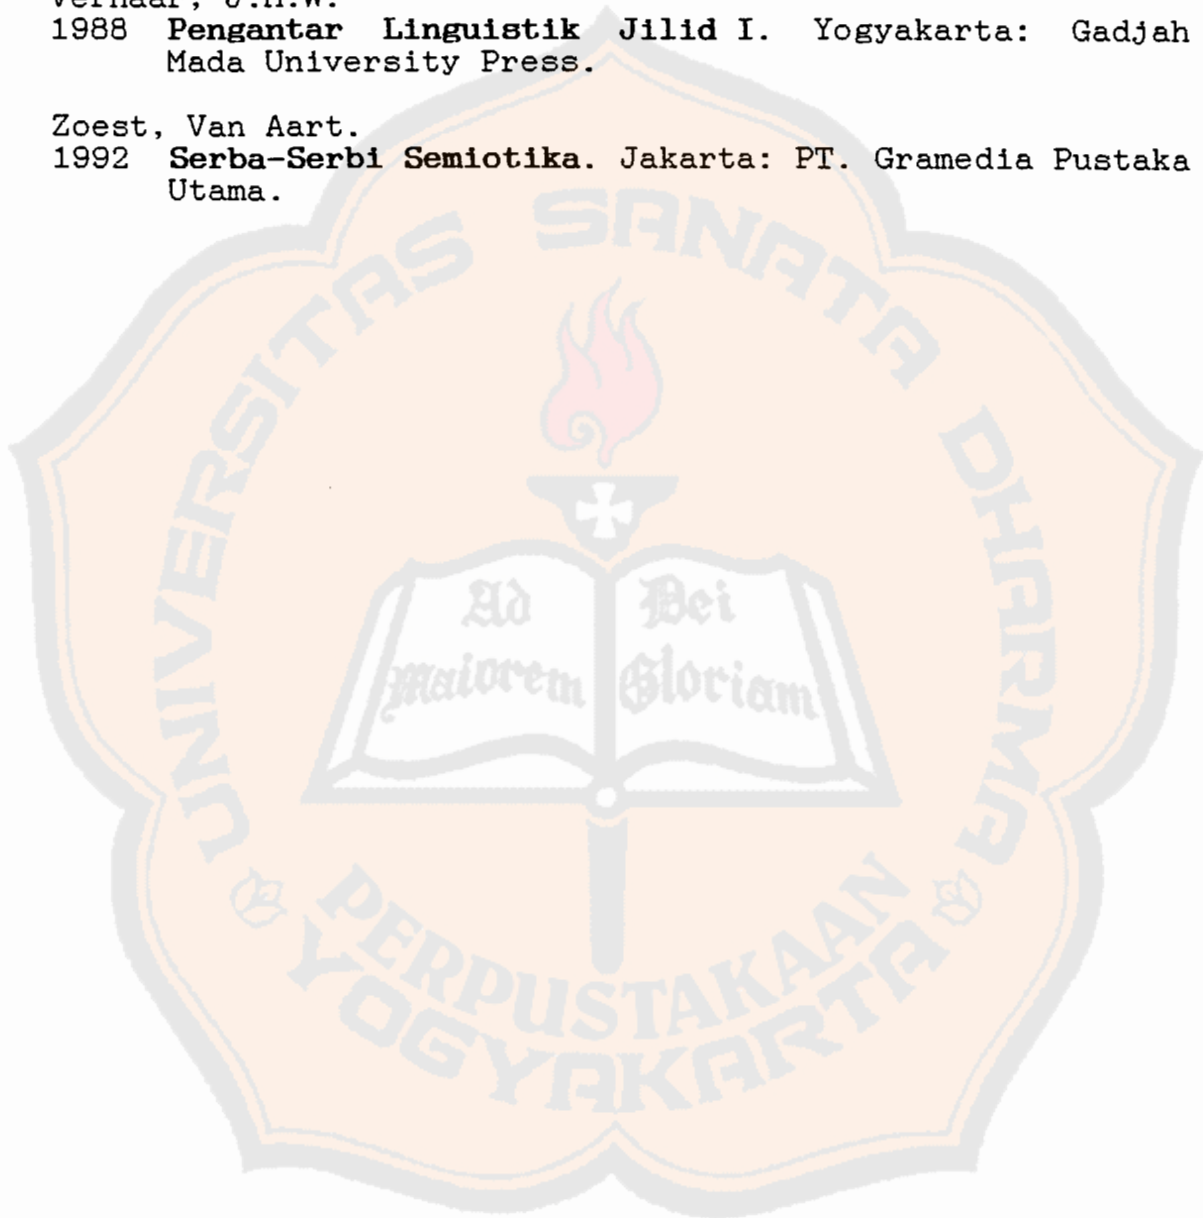 Verhaar, J.W.M.
1988 Pengantar Linguistik Jilid I. Yogyakarta: Gadjah
Mada University Press.
Zoest, Van Aart.
1992 Serba-Serbi Semiotika. Jakarta: PT. Gramedia Pustaka
Utama.
UNIVERSITAS SANATA DHARMA
Ad Dei
Maiorem Gloriam
PERPUSTAKAAN
YOGYAKARTA